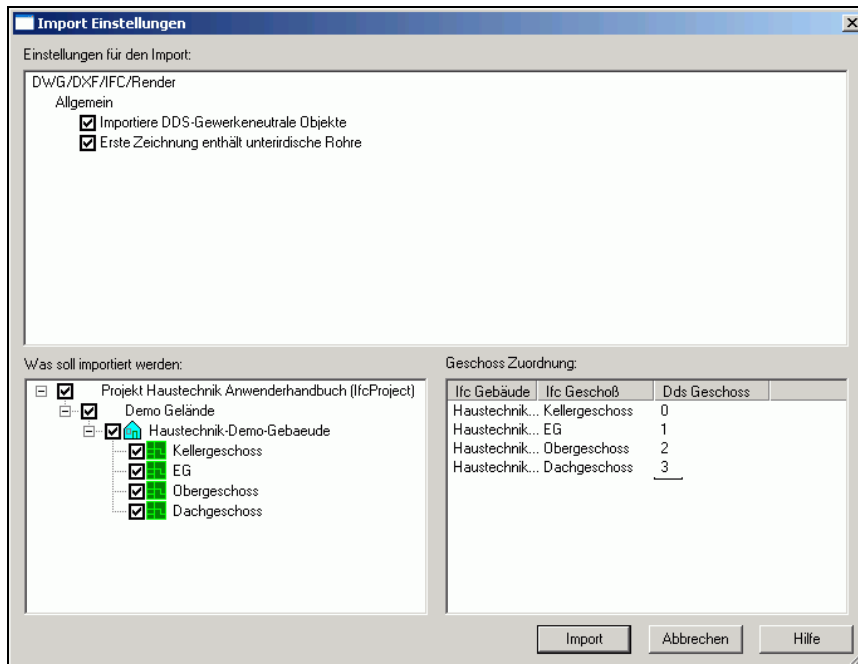 Import Einstellungen
Einstellungen für den Import:
DWG/DXF/IFC/Render
Allgemein
Importiere DDS-Gewerkeneutrale Objekte
Erste Zeichnung enthält unterirdische Rohre
Was soll importiert werden:
Projekt Haustechnik Anwenderhandbuch (IfcProject)
Demo Gelände
Haustechnik-Demo-Gebaeude
Kellergeschoss
EG
Obergeschoss
Dachgeschoss
Geschoss Zuordnung:
Ifc Gebäude Ifc Geschoß Dds Geschoss
Haustechnik... Kellergeschoss 0
Haustechnik... EG 1
Haustechnik... Obergeschoss 2
Haustechnik... Dachgeschoss 3
Import Abbrechen Hilfe